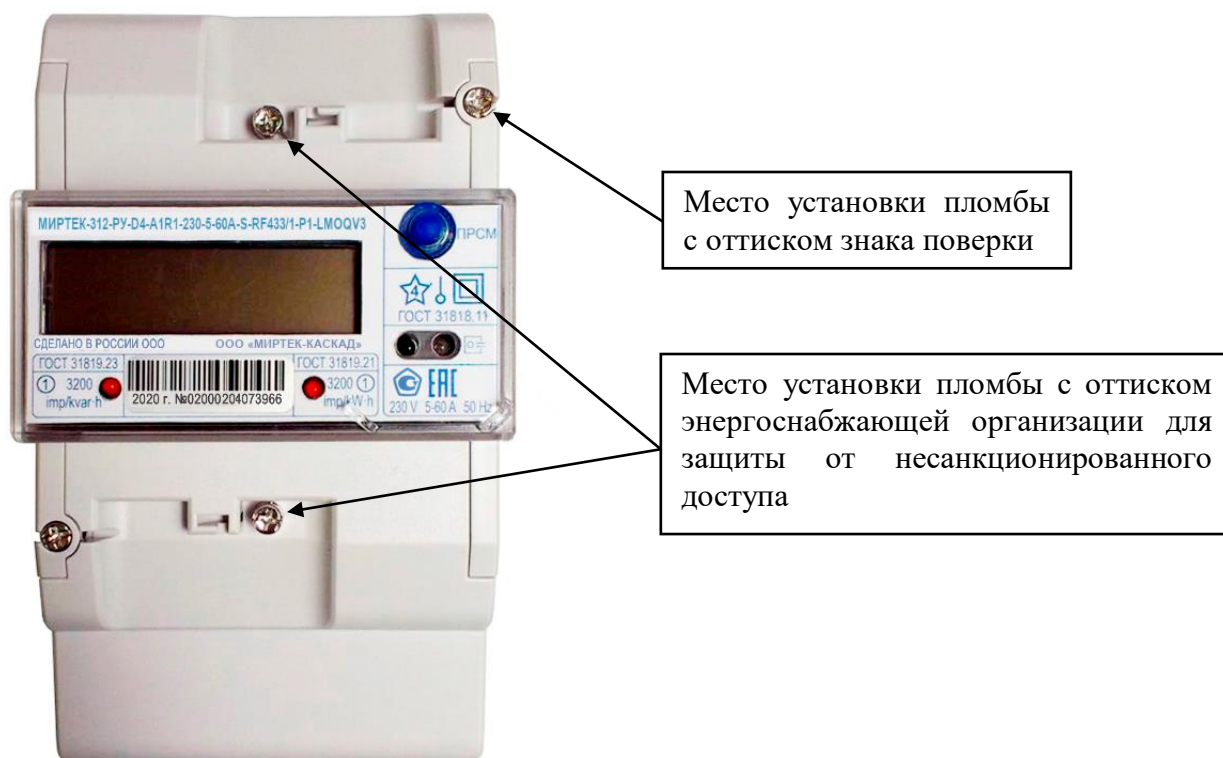 МИРТЕК-312-РУ-D4-A1R1-230-5-60A-S-RF433/1-P1-LMOQV3
ПРСМ
4
ГОСТ 31818.11
СДЕЛАНО В РОССИИ ООО
ООО «МИРТЕК-КАСКАД»
ГОСТ 31819.23
ГОСТ 31819.21
1 3200
imp/kvar·h
2020 г. №02000204073966
3200 1
imp/kW·h
ЕАС
230 V 5-60 A 50 Hz
Место установки пломбы
с оттиском знака поверки
Место установки пломбы с оттиском
энергоснабжающей организации для
защиты от несанкционированного
доступа